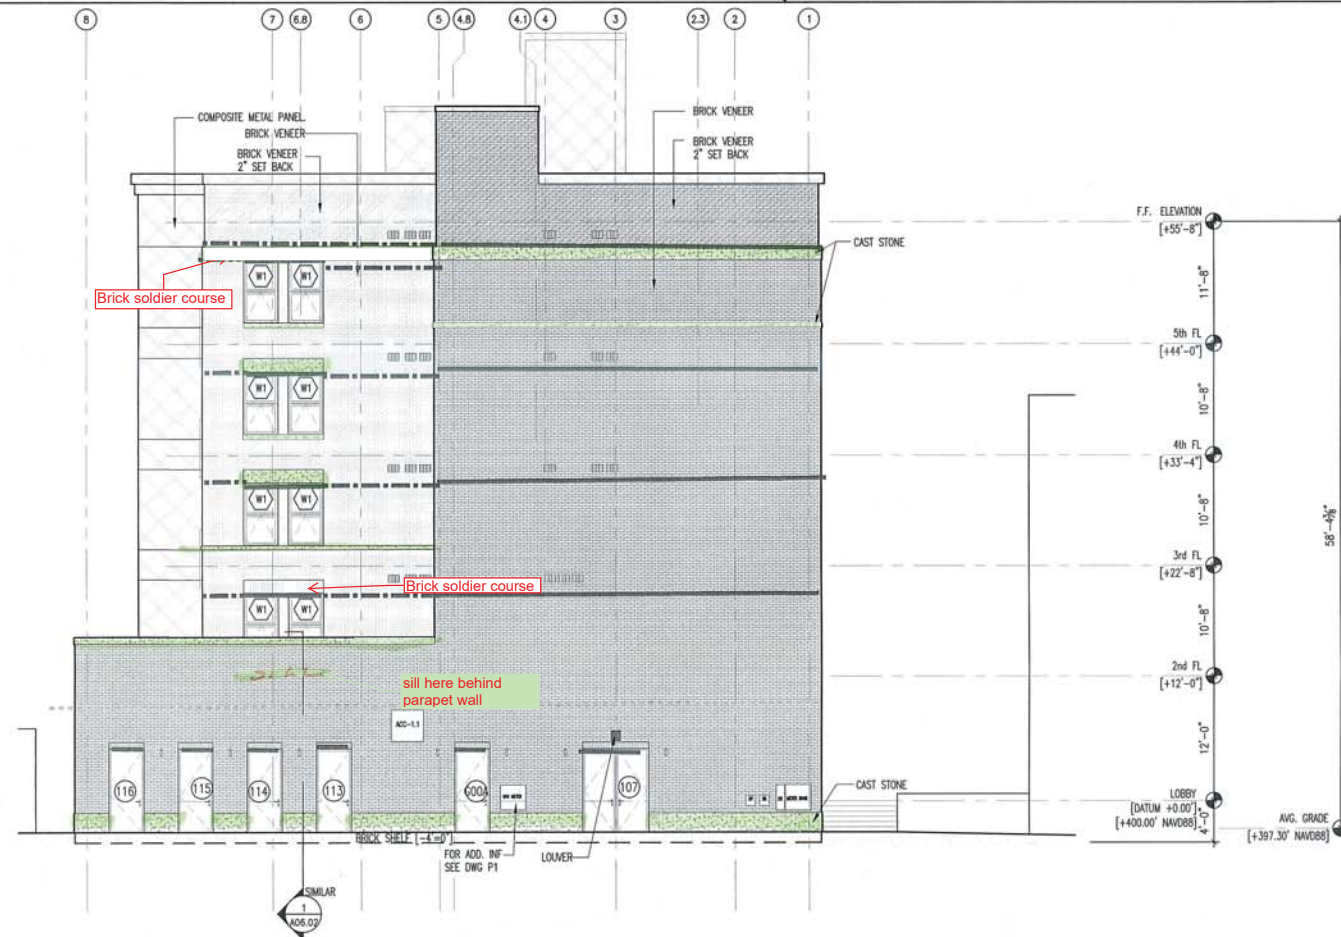 8
7
6.8
6
5
4.8
4.1
4
3
2.3
2
1
COMPOSITE METAL PANEL
BRICK VENEER
BRICK VENEER
2" SET BACK
BRICK VENEER
BRICK VENEER
2" SET BACK
F.F. ELEVATION
[+55'-8"]
CAST STONE
11'-8"
Brick soldier course
W1
W1
5th FL
[+44'-0"]
10'-8"
W1
W1
4th FL
[+33'-4"]
10'-8"
W1
W1
58'-4⅜"
3rd FL
[+22'-8"]
Brick soldier course
W1
W1
10'-8"
2nd FL
[+12'-0"]
sill here behind
parapet wall
ACC-1.1
12'-0"
116
115
114
113
G00A
107
CAST STONE
LOBBY
[DATUM +0.00'
[+400.00' NAVD88]
4'-0"
AVG. GRADE
[+397.30' NAVD88]
BRICK SHELF [-4'=0"]
FOR ADD. INF
SEE DWG P1
LOUVER
SIMILAR
1
A06.02